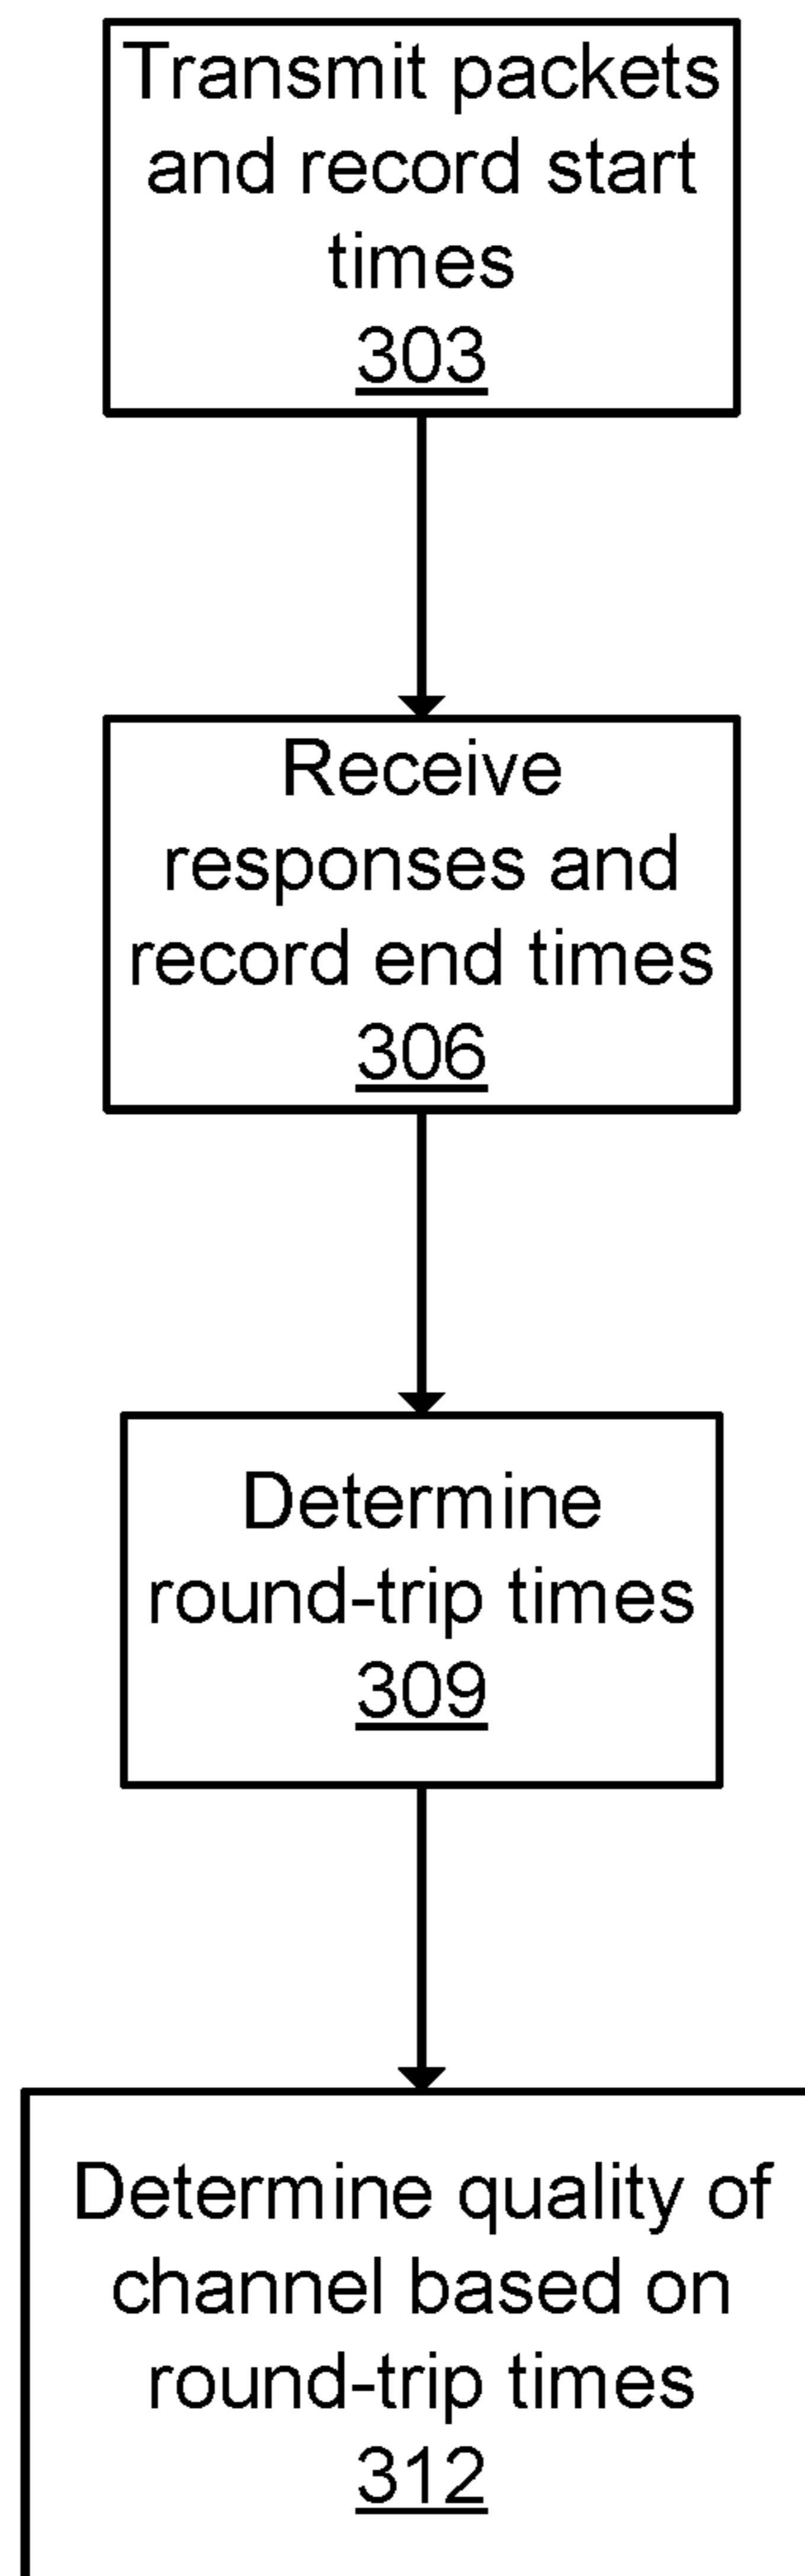 Transmit packets
and record start
times
303
Receive
responses and
record end times
306
Determine
round-trip times
309
Determine quality of
channel based on
round-trip times
312